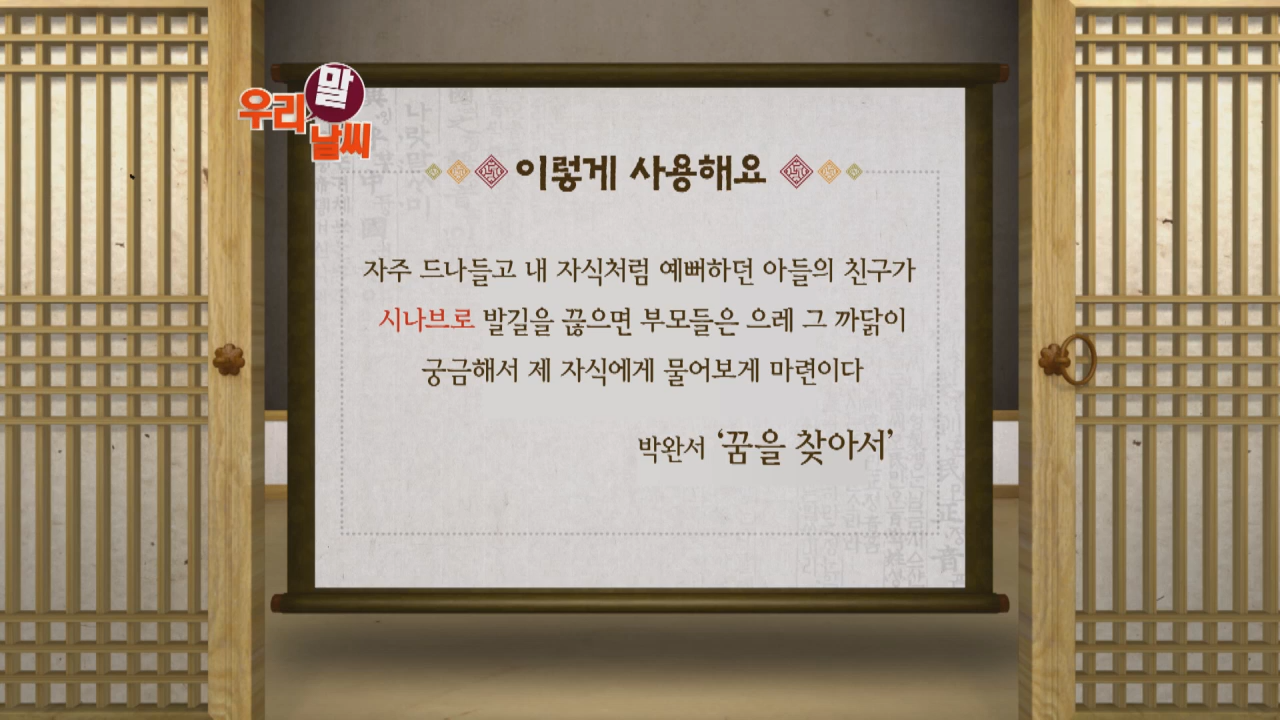 우리말
날씨
이렇게 사용해요
자주 드나들고 내 자식처럼 예뻐하던 아들의 친구가
시나브로 발길을 끊으면 부모들은 으레 그 까닭이
궁금해서 제 자식에게 물어보게 마련이다
박완서 ‘꿈을 찾아서’